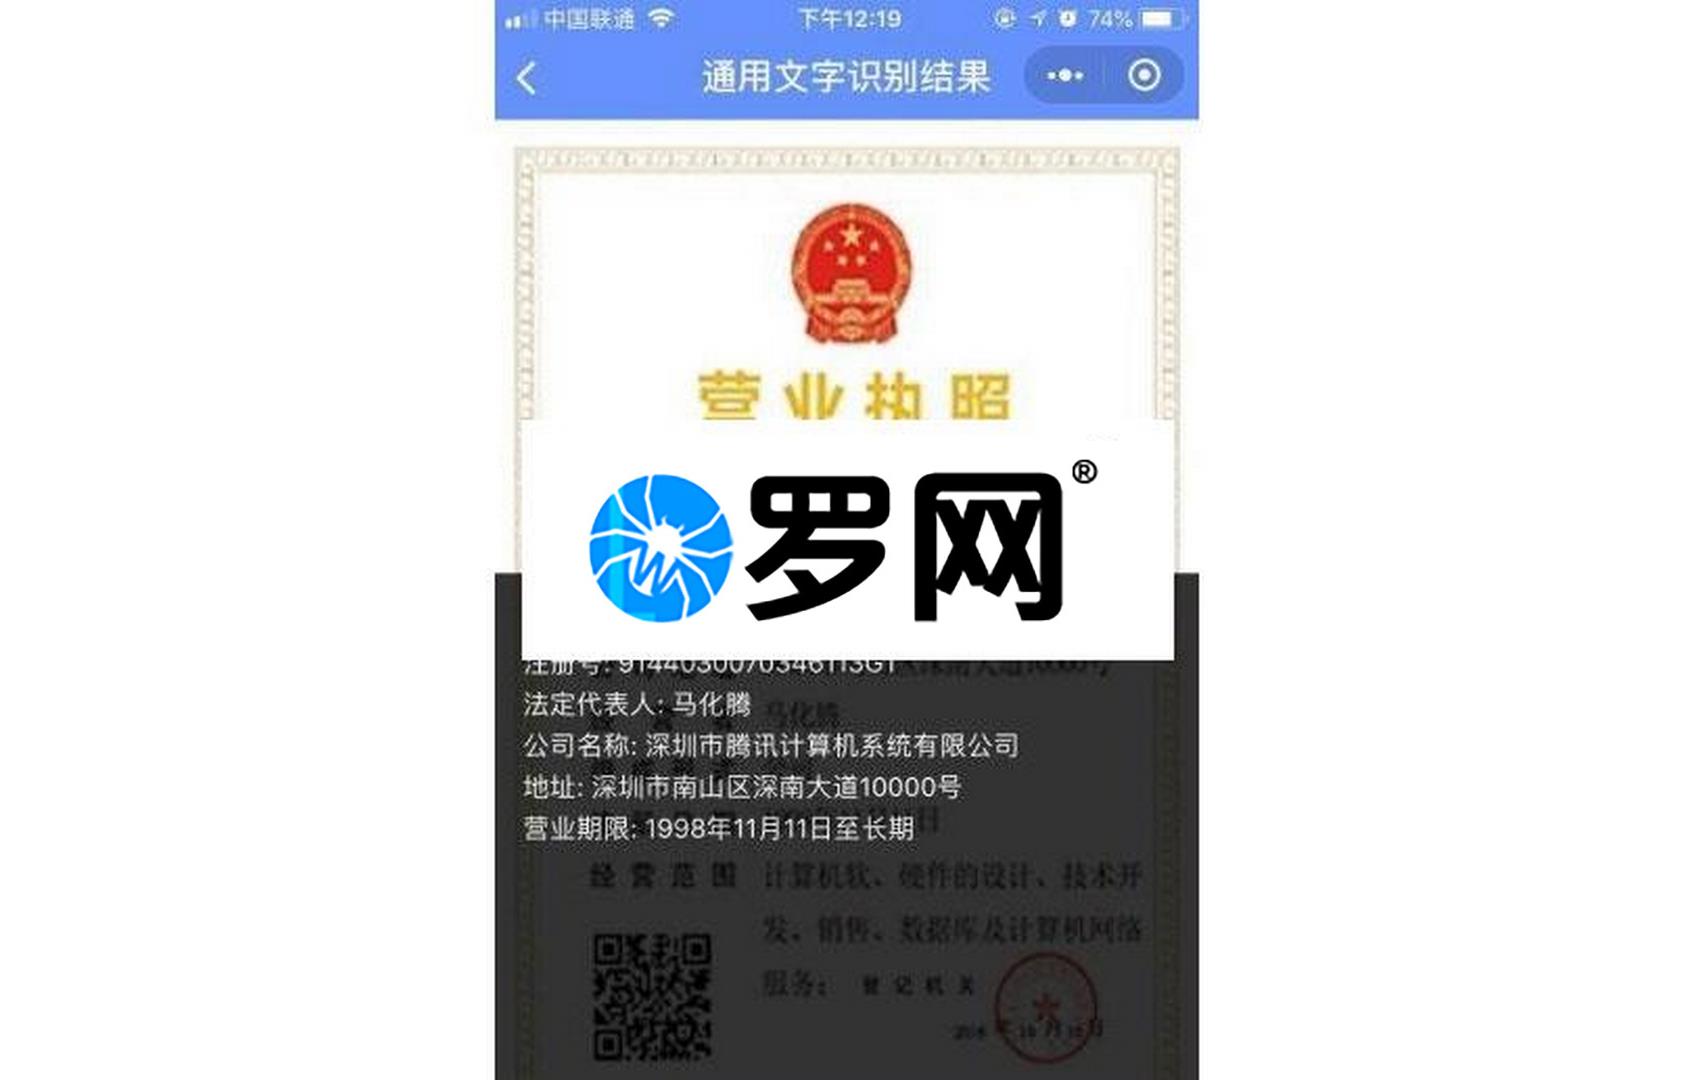 中国联通
下午12:19
74%
通用文字识别结果
营业执照
罗网®
法定代表人: 马化腾
公司名称: 深圳市腾讯计算机系统有限公司
地址: 深圳市南山区深南大道10000号
营业期限: 1998年11月11日至长期
经营范围 计算机软、硬件的设计、技术开
发、销售、数据库及计算机网络
服务; 登记机关